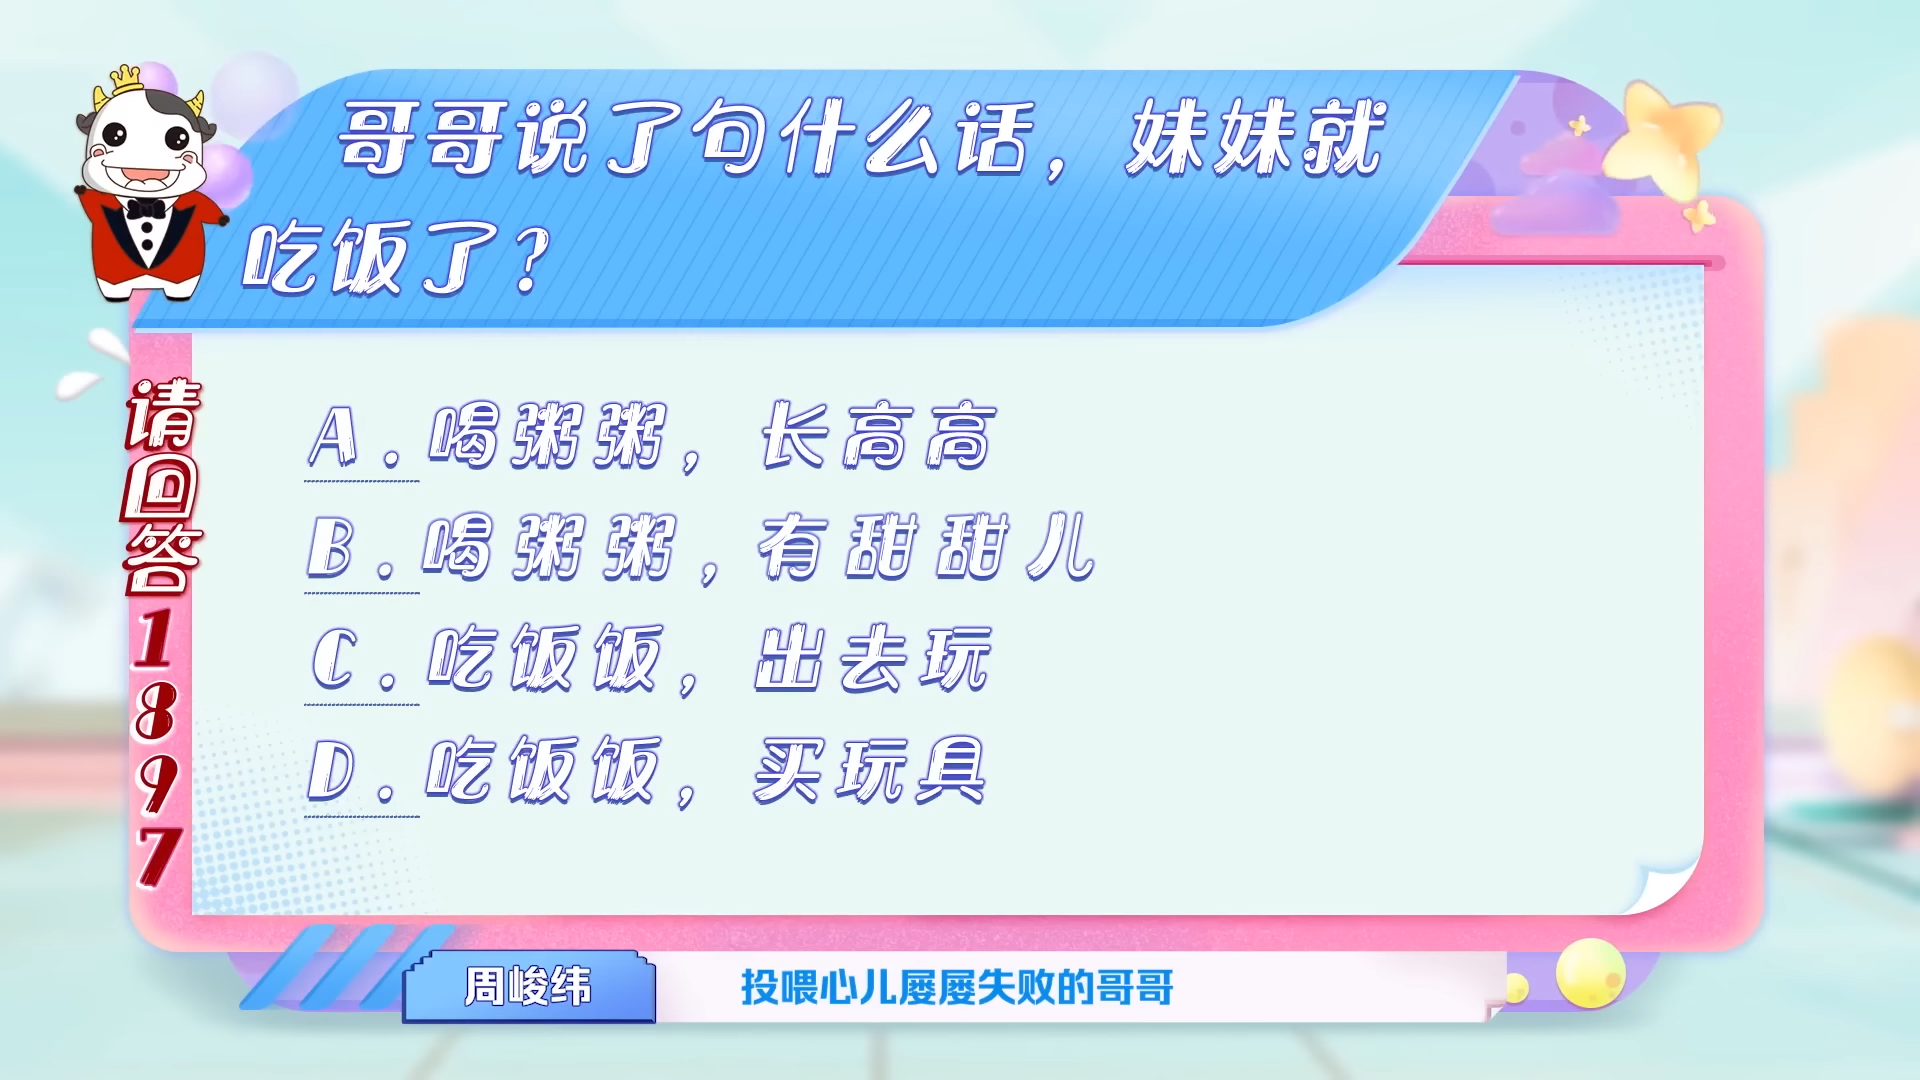 哥哥说了句什么话，妹妹就
吃饭了？
请回答1897
A.喝粥粥，长高高
B.喝粥粥，有甜甜儿
C.吃饭饭，出去玩
D.吃饭饭，买玩具
周峻纬
投喂心儿屡屡失败的哥哥